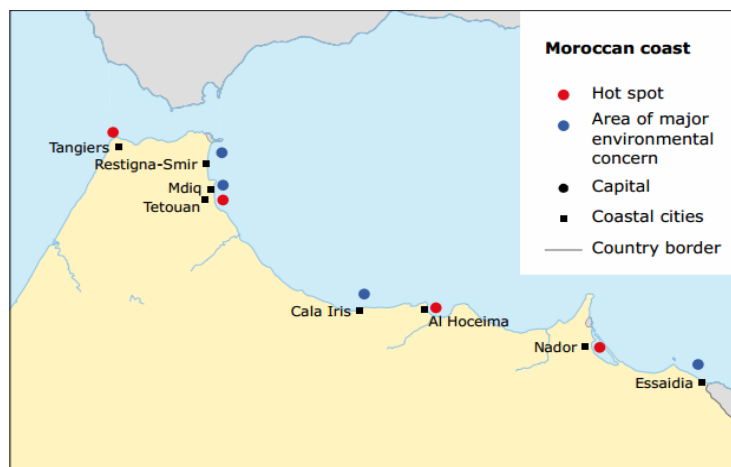 Moroccan coast
Hot spot
Area of major
environmental
concern
Capital
Coastal cities
Country border
Tangiers
Restigna-Smir
Mdiq
Tetouan
Cala Iris
Al Hoceima
Nador
Essaidia